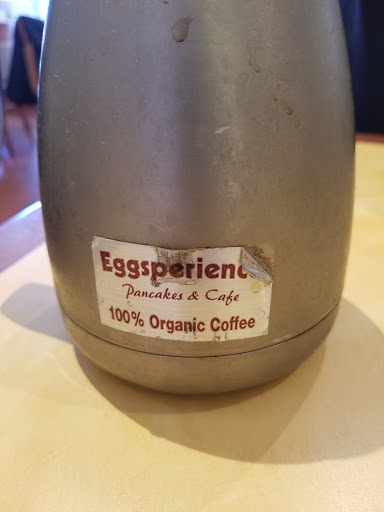 Eggsperienc
Pancakes & Cafe
100% Organic Coffee